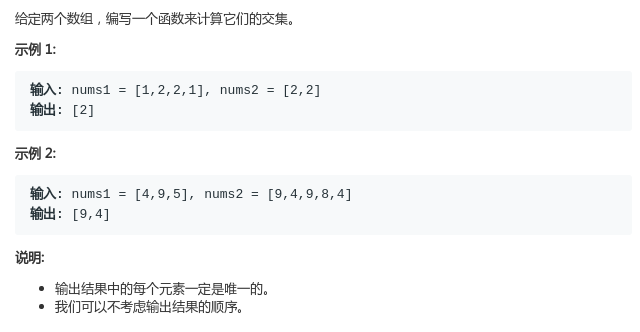 给定两个数组，编写一个函数来计算它们的交集。
示例 1:
输入: nums1 = [1,2,2,1], nums2 = [2,2]
输出: [2]
示例 2:
输入: nums1 = [4,9,5], nums2 = [9,4,9,8,4]
输出: [9,4]
说明:
• 输出结果中的每个元素一定是唯一的。
• 我们可以不考虑输出结果的顺序。